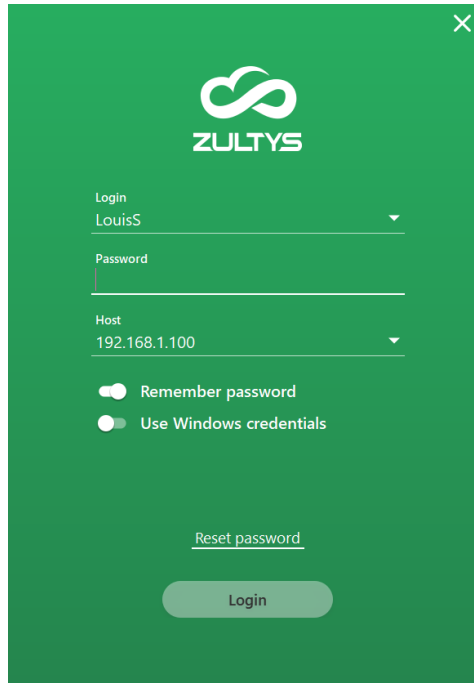 ZULTYS
Login
LouisS
Password
Host
192.168.1.100
Remember password
Use Windows credentials
Reset password
Login